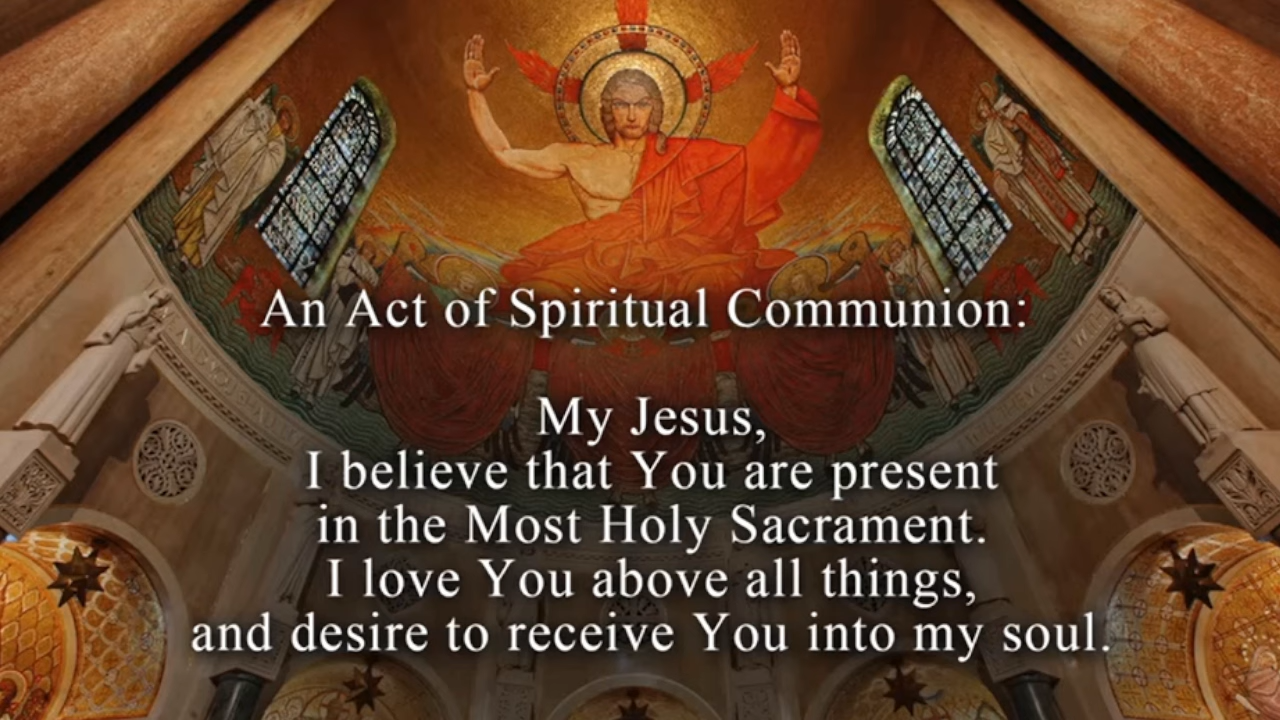 An Act of Spiritual Communion:
My Jesus,
I believe that You are present
in the Most Holy Sacrament.
I love You above all things,
and desire to receive You into my soul.